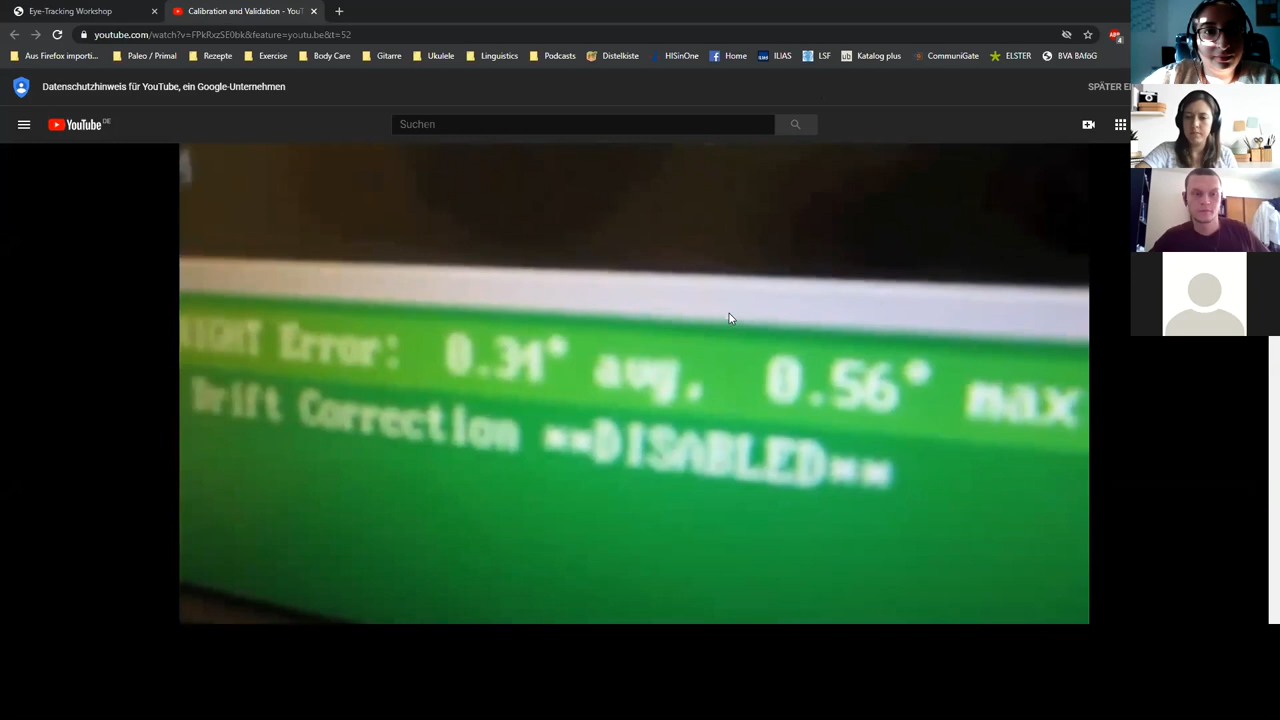 Eye-Tracking Workshop
Calibration and Validation - YouT
youtube.com/watch?v=FPkRxzSE0bk&feature=youtu.be&t=52
Aus Firefox importi... Paleo / Primal Rezepte Exercise Body Care Gitarre Ukulele Linguistics Podcasts Distelkiste HISinOne Home ILIAS LSF Katalog plus CommuniGate ELSTER BVA BAföG
Datenschutzhinweis für YouTube, ein Google-Unternehmen
SPÄTER
YouTube DE
Suchen
RIGHT Error: 0.34° avg, 0.56° max
Drift Correction **DISABLED**